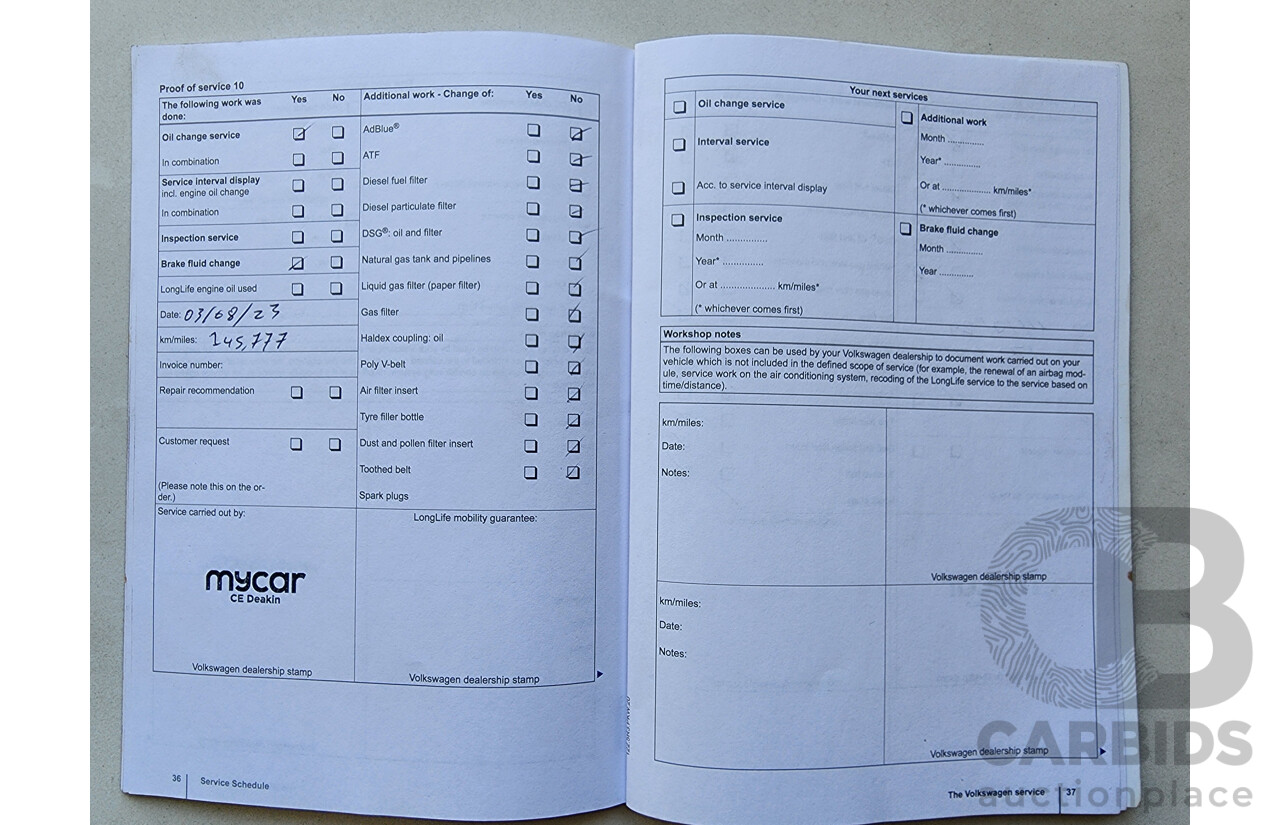 Proof of service 10
The following work was done: Yes No
Additional work - Change of: Yes No
Oil change service
In combination
Service interval display
incl. engine oil change
In combination
Inspection service
Brake fluid change
LongLife engine oil used
Date: 03/08/23
km/miles: 145,777
Invoice number:
Repair recommendation
Customer request
(Please note this on the or-
der.)
AdBlue®
ATF
Diesel fuel filter
Diesel particulate filter
DSG®: oil and filter
Natural gas tank and pipelines
Liquid gas filter (paper filter)
Gas filter
Haldex coupling: oil
Poly V-belt
Air filter insert
Tyre filler bottle
Dust and pollen filter insert
Toothed belt
Spark plugs
Service carried out by:
mycar
CE Deakin
Volkswagen dealership stamp
LongLife mobility guarantee:
Volkswagen dealership stamp
36 Service Schedule
Your next services
Oil change service
Interval service
Acc. to service interval display
Inspection service
Month ...............
Year* ...............
Or at .................... km/miles*
(* whichever comes first)
Additional work
Month ..............
Year* ..............
Or at .................. km/miles*
(* whichever comes first)
Brake fluid change
Month ..............
Year .............
Workshop notes
The following boxes can be used by your Volkswagen dealership to document work carried out on your
vehicle which is not included in the defined scope of service (for example, the renewal of an airbag mod-
ule, service work on the air conditioning system, recoding of the LongLife service to the service based on
time/distance).
km/miles:
Date:
Notes:
Volkswagen dealership stamp
km/miles:
Date:
Notes:
Volkswagen dealership stamp
The Volkswagen service 37
CB
CARBIDS
auctionplace